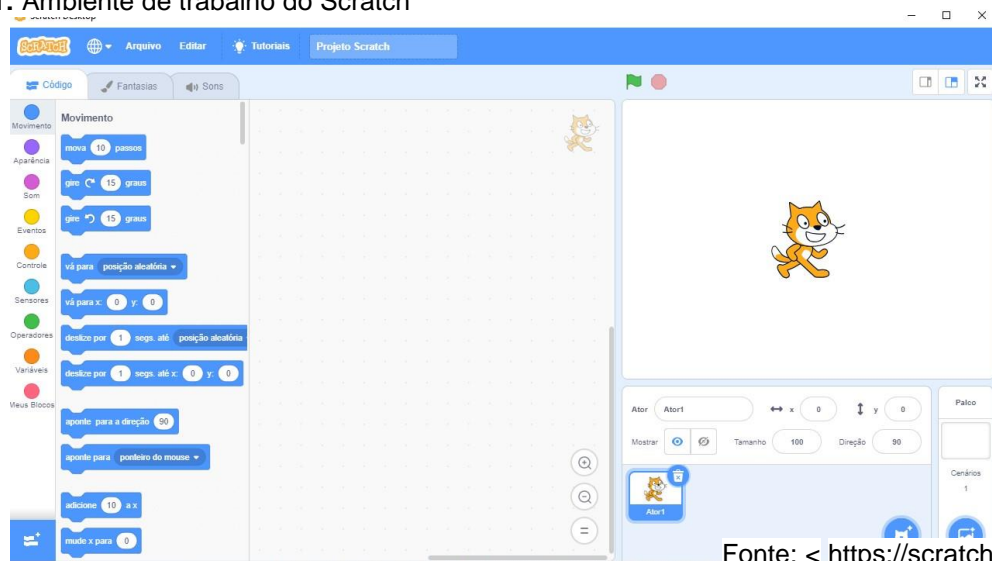 1. Ambiente de trabalho do Scratch
Scratch Desktop
SCRATCH Arquivo Editar Tutoriais Projeto Scratch
Código Fantasias Sons
Movimento
Aparência
Som
Eventos
Controle
Sensores
Operadores
Variáveis
Meus Blocos
Movimento
mova 10 passos
gire 15 graus
gire 15 graus
vá para posição aleatória
vá para x: 0 y: 0
deslize por 1 segs. até posição aleatória
deslize por 1 segs. até x: 0 y: 0
aponte para a direção 90
aponte para ponteiro do mouse
adicione 10 a x
mude x para 0
Ator Ator1 x 0 y 0
Mostrar Tamanho 100 Direção 90
Ator1
Palco
Cenários
1
Fonte: < https://scratch